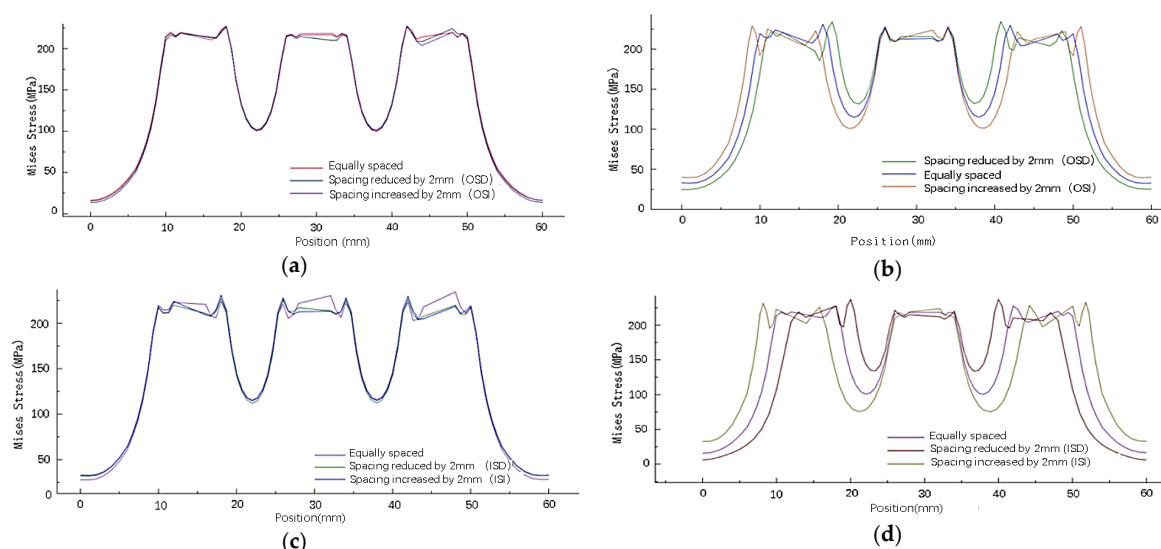 200
150
100
50
0
Mises Stress(MPa)
Equally spaced
Spacing reduced by 2mm (OSD)
Spacing increased by 2mm (OSI)
0 10 20 30 40 50 60
Position (mm)
(a)
200
150
100
50
0
Mises Stress(MPa)
Spacing reduced by 2mm (OSD)
Equally spaced
Spacing increased by 2mm (OSI)
0 10 20 30 40 50 60
Position(mm)
(b)
200
150
100
50
0
Mises Stress(MPa)
Equally spaced
Spacing reduced by 2mm (ISD)
Spacing increased by 2mm (ISI)
0 10 20 30 40 50 60
Position(mm)
(c)
200
150
100
50
0
Mises Stress(MPa)
Equally spaced
Spacing reduced by 2mm (ISD)
Spacing increased by 2mm (ISI)
0 10 20 30 40 50 60
Position(mm)
(d)